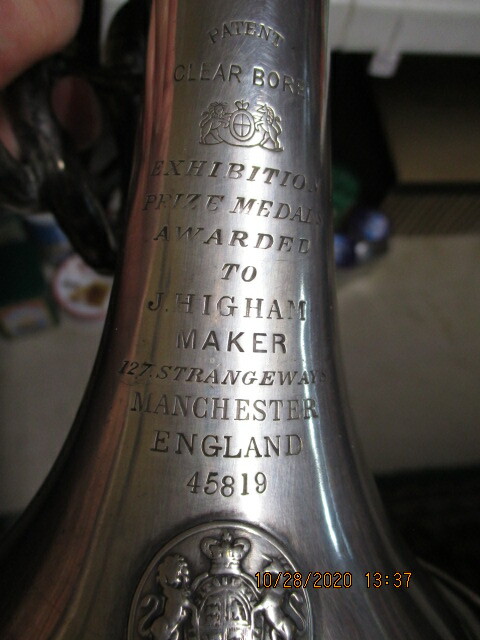 PATENT
CLEAR BORE
EXHIBITION
PRIZE MEDAL
AWARDED
TO
J. HIGHAM
MAKER
127. STRANGEWAYS
MANCHESTER
ENGLAND
45819
10/28/2020 13:37